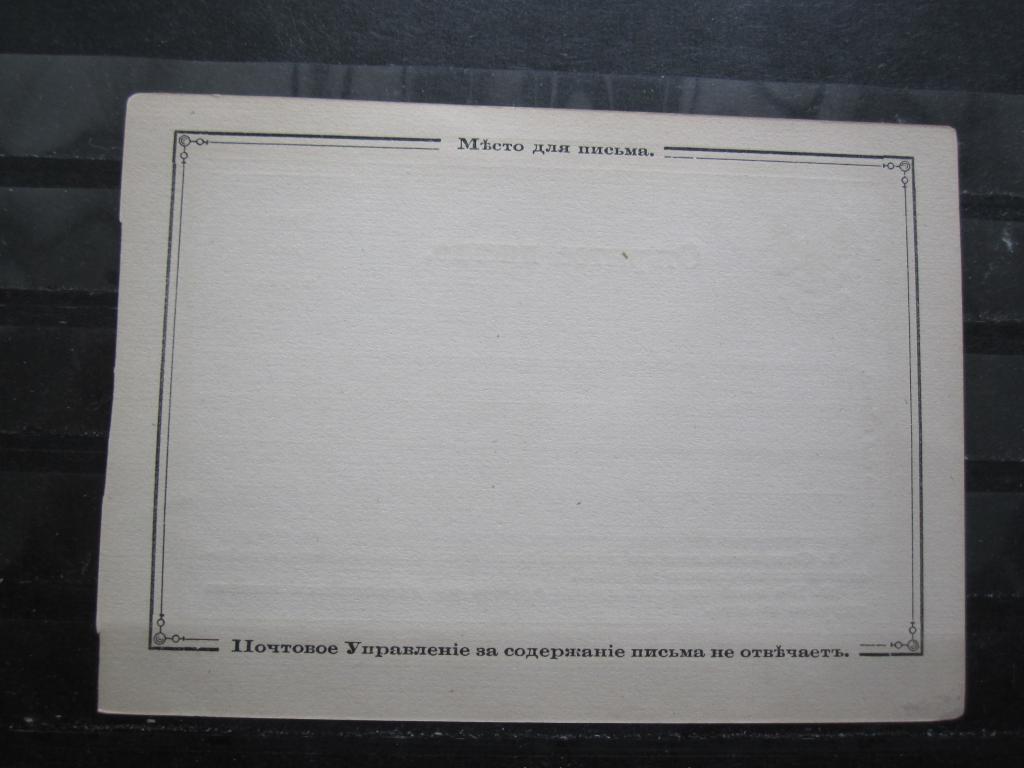 Мѣсто для письма.
Почтовое Управленіе за содержаніе письма не отвѣчаетъ.